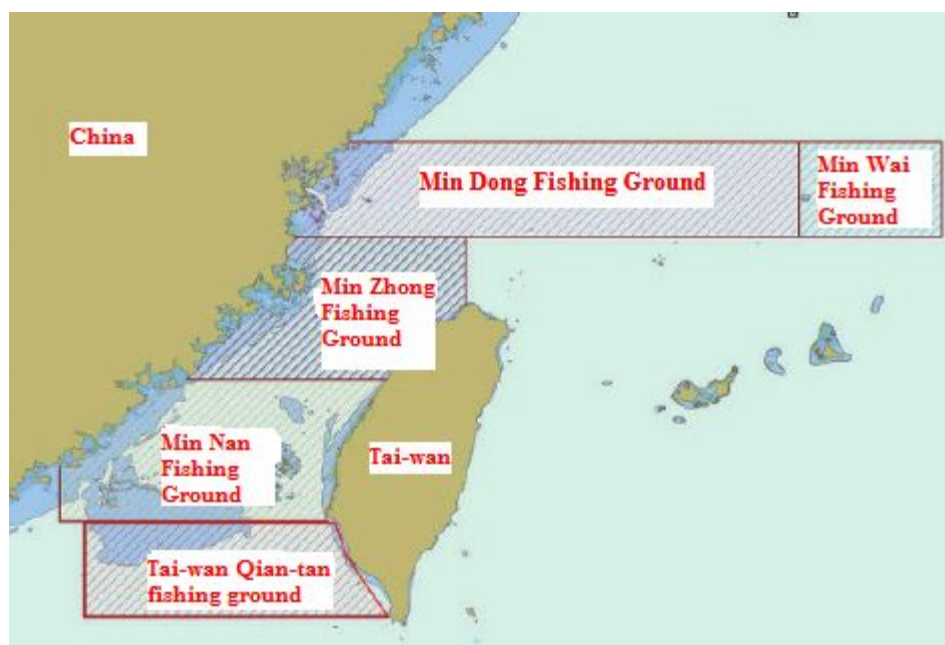 China
Min Dong Fishing Ground
Min Wai
Fishing
Ground
Min Zhong
Fishing
Ground
Min Nan
Fishing
Ground
Tai-wan
Tai-wan Qian-tan
fishing ground